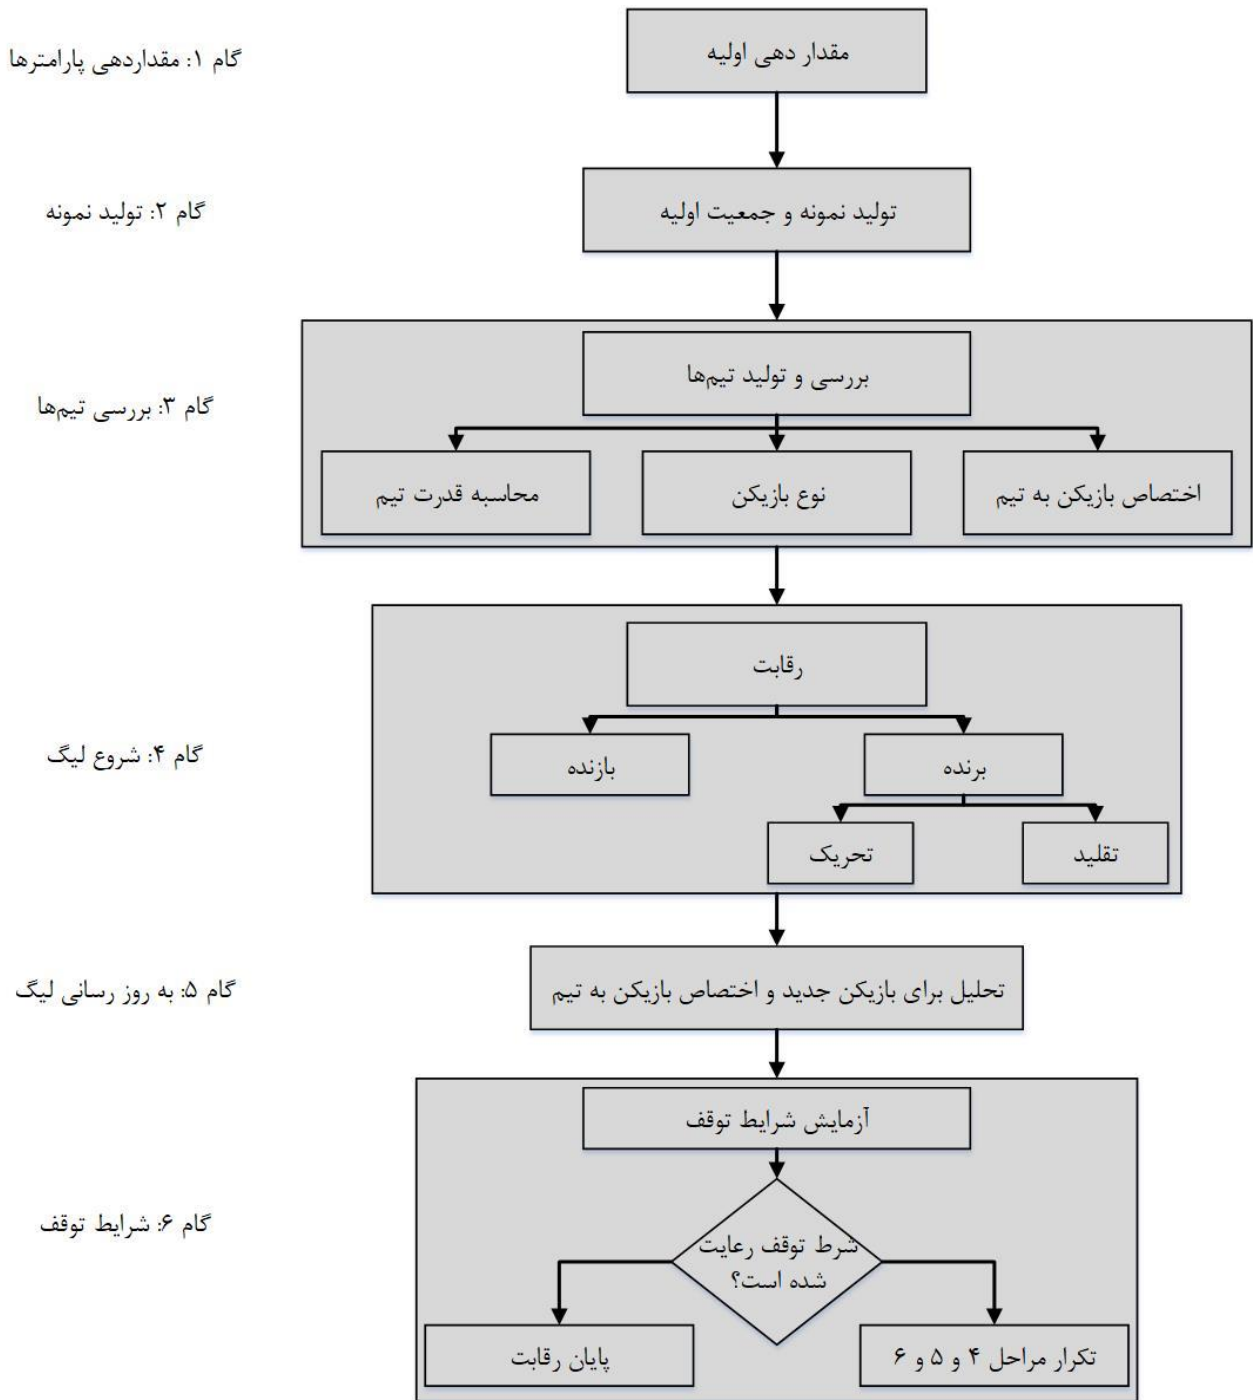 مقدار دهی اولیه
گام ۱: مقداردهی پارامترها
تولید نمونه و جمعیت اولیه
گام ۲: تولید نمونه
بررسی و تولید تیم‌ها
گام ۳: بررسی تیم‌ها
اختصاص بازیکن به تیم
نوع بازیکن
محاسبه قدرت تیم
رقابت
گام ۴: شروع لیگ
برنده
بازنده
تقلید
تحریک
تحلیل برای بازیکن جدید و اختصاص بازیکن به تیم
گام ۵: به روز رسانی لیگ
آزمایش شرایط توقف
گام ۶: شرایط توقف
شرط توقف رعایت
شده است؟
تکرار مراحل ۴ و ۵ و ۶
پایان رقابت